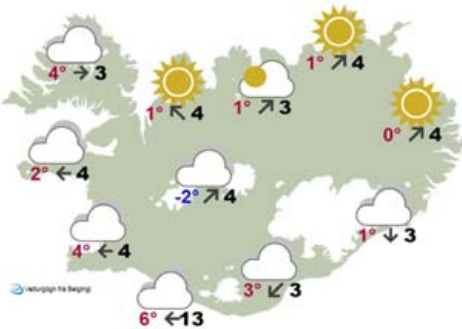 1° ↗ 4
4° → 3
1° ↖ 4
1° ↗ 3
0° ↗ 4
2° ← 4
-2° ↗ 4
4° ← 4
1° ↓ 3
3° ↙ 3
6° ←13